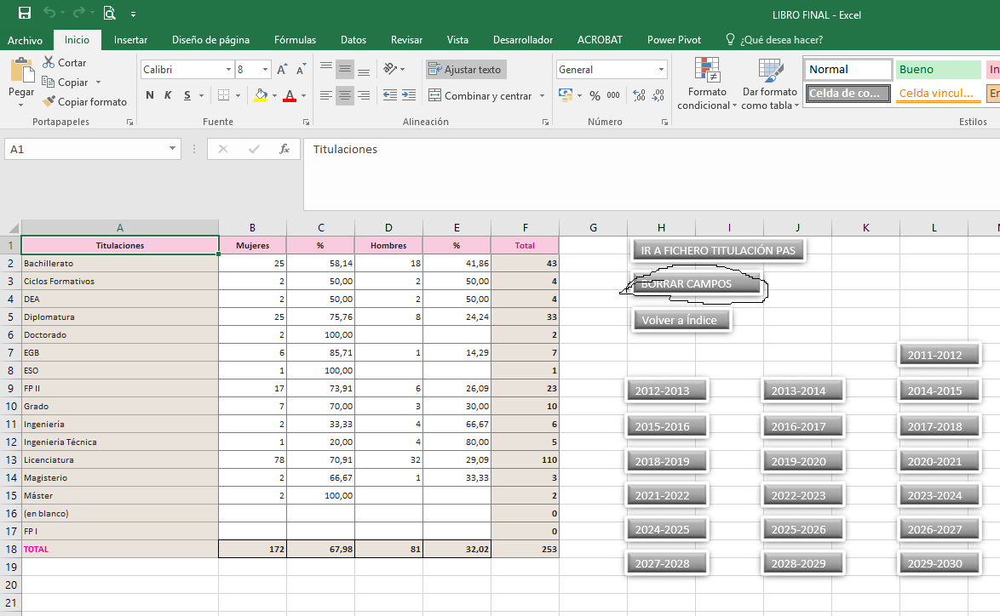 LIBRO FINAL - Excel
Archivo Inicio Insertar Diseño de página Fórmulas Datos Revisar Vista Desarrollador ACROBAT Power Pivot ¿Qué desea hacer?
Pegar
Cortar
Copiar
Copiar formato
Portapapeles
Calibri 8
N K S
Fuente
Ajustar texto
Combinar y centrar
Alineación
General
% 000
Número
Formato condicional
Dar formato como tabla
Normal Bueno In
Celda de co... Celda vincul... En
Estilos
A1 fx Titulaciones
A B C D E F G H I J K L
1 Titulaciones Mujeres % Hombres % Total
2 Bachillerato 25 58,14 18 41,86 43
3 Ciclos Formativos 2 50,00 2 50,00 4
4 DEA 2 50,00 2 50,00 4
5 Diplomatura 25 75,76 8 24,24 33
6 Doctorado 2 100,00 2
7 EGB 6 85,71 1 14,29 7
8 ESO 1 100,00 1
9 FP II 17 73,91 6 26,09 23
10 Grado 7 70,00 3 30,00 10
11 Ingeniería 2 33,33 4 66,67 6
12 Ingeniería Técnica 1 20,00 4 80,00 5
13 Licenciatura 78 70,91 32 29,09 110
14 Magisterio 2 66,67 1 33,33 3
15 Máster 2 100,00 2
16 (en blanco) 0
17 FP I 0
18 TOTAL 172 67,98 81 32,02 253
19
20
21
IR A FICHERO TITULACIÓN PAS
BORRAR CAMPOS
Volver a Índice
2011-2012
2012-2013 2013-2014 2014-2015
2015-2016 2016-2017 2017-2018
2018-2019 2019-2020 2020-2021
2021-2022 2022-2023 2023-2024
2024-2025 2025-2026 2026-2027
2027-2028 2028-2029 2029-2030